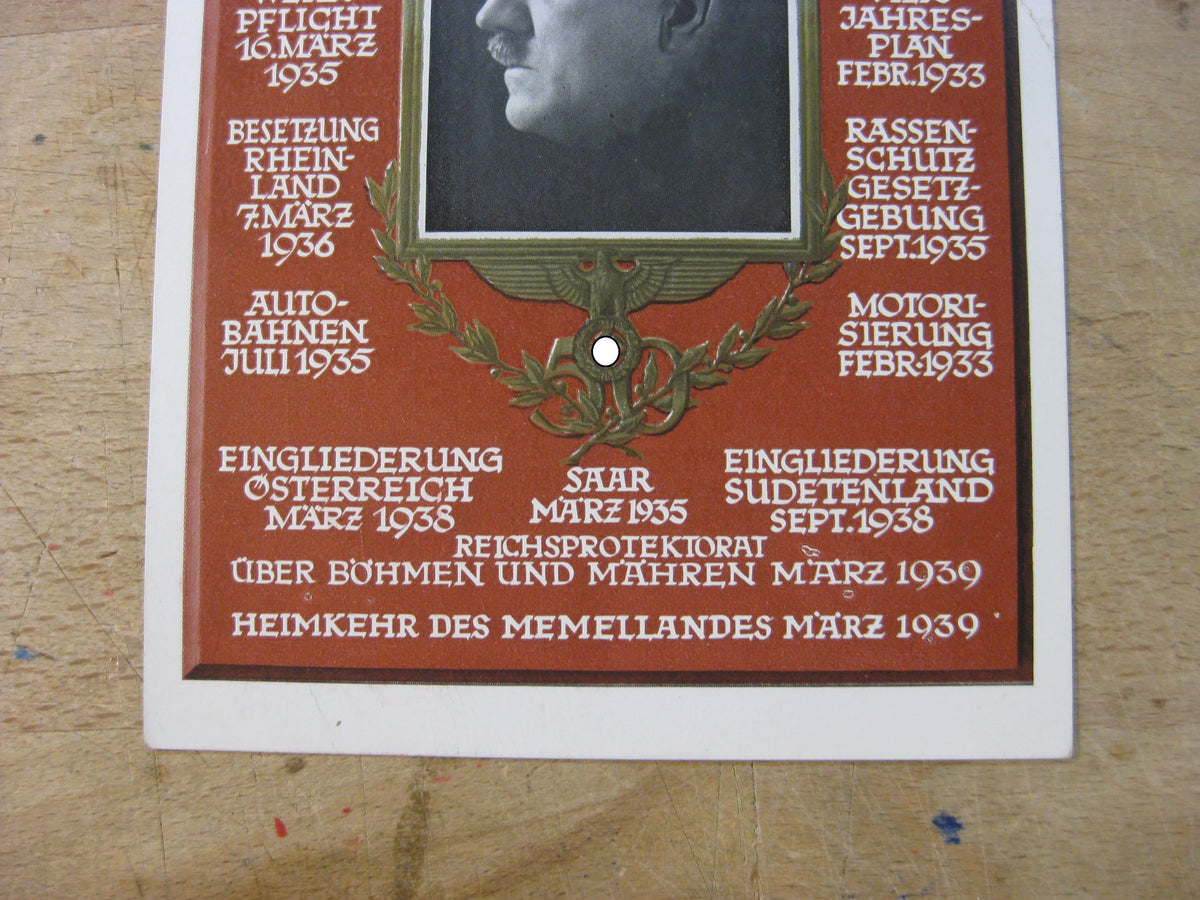 PFLICHT
16.MÄRZ
1935
BESETZUNG
RHEIN-
LAND
7.MÄRZ
1936
AUTO-
BAHNEN
JULI 1935
JAHRES-
PLAN
FEBR.1933
RASSEN-
SCHUTZ
GESETZ-
GEBUNG
SEPT.1935
MOTORI-
SIERUNG
FEBR.1933
50
EINGLIEDERUNG
ÖSTERREICH
MÄRZ 1938
SAAR
MÄRZ 1935
EINGLIEDERUNG
SUDETENLAND
SEPT.1938
REICHSPROTEKTORAT
ÜBER BÖHMEN UND MÄHREN MÄRZ 1939
HEIMKEHR DES MEMELLANDES MÄRZ 1939